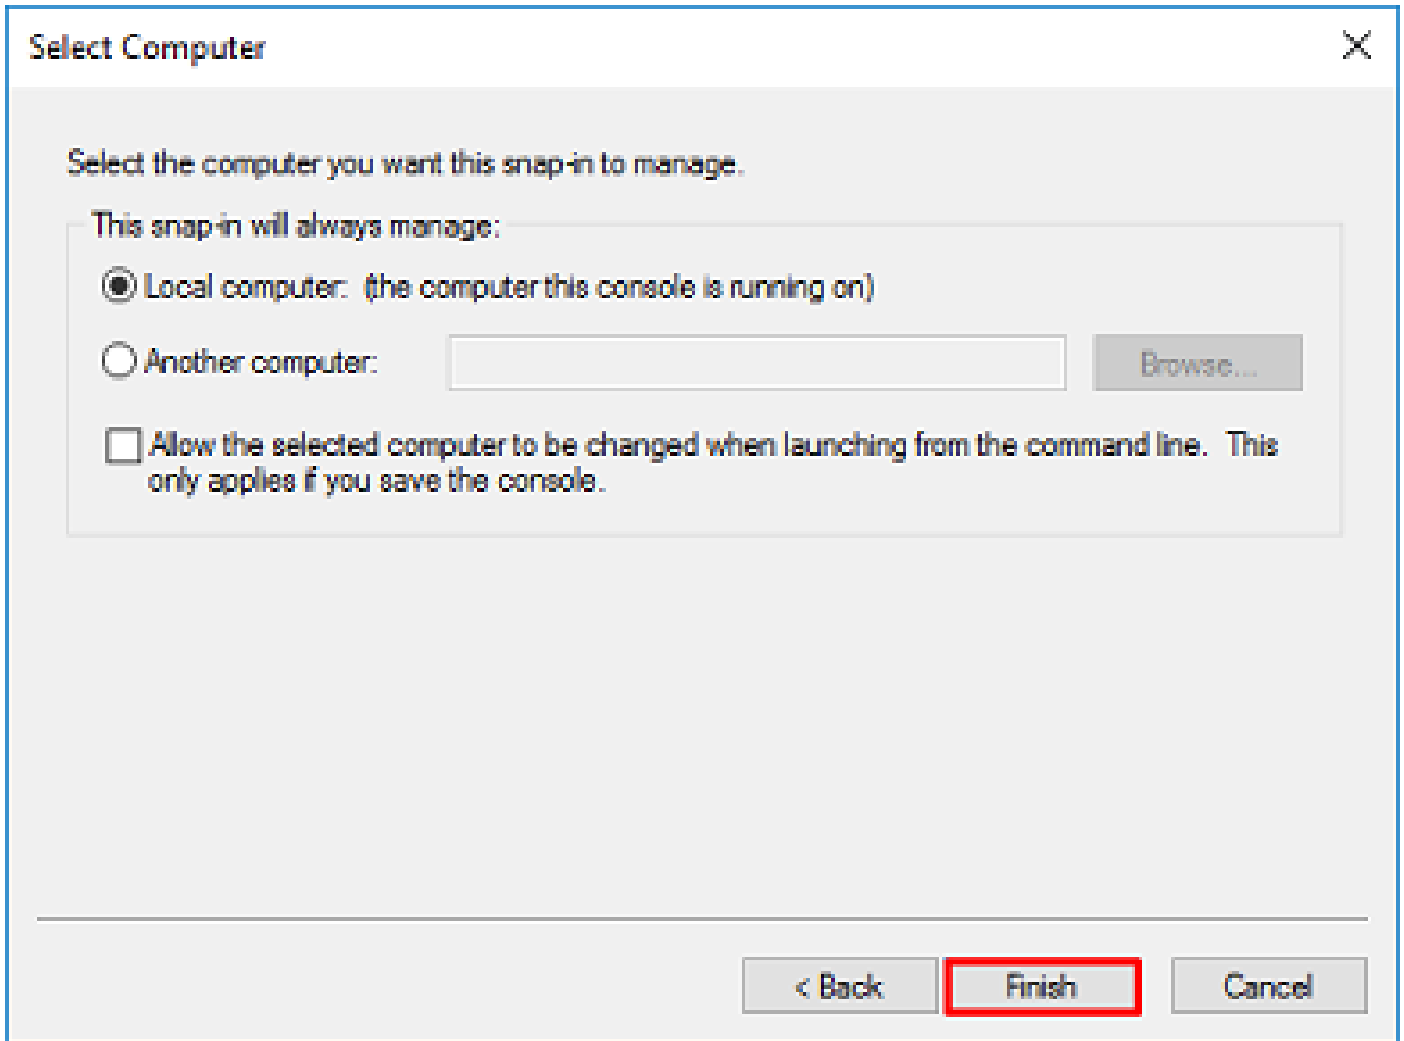 Select Computer
Select the computer you want this snap-in to manage.
This snap-in will always manage:
Local computer: (the computer this console is running on)
Another computer:
Browse...
Allow the selected computer to be changed when launching from the command line. This
only applies if you save the console.
< Back
Finish
Cancel